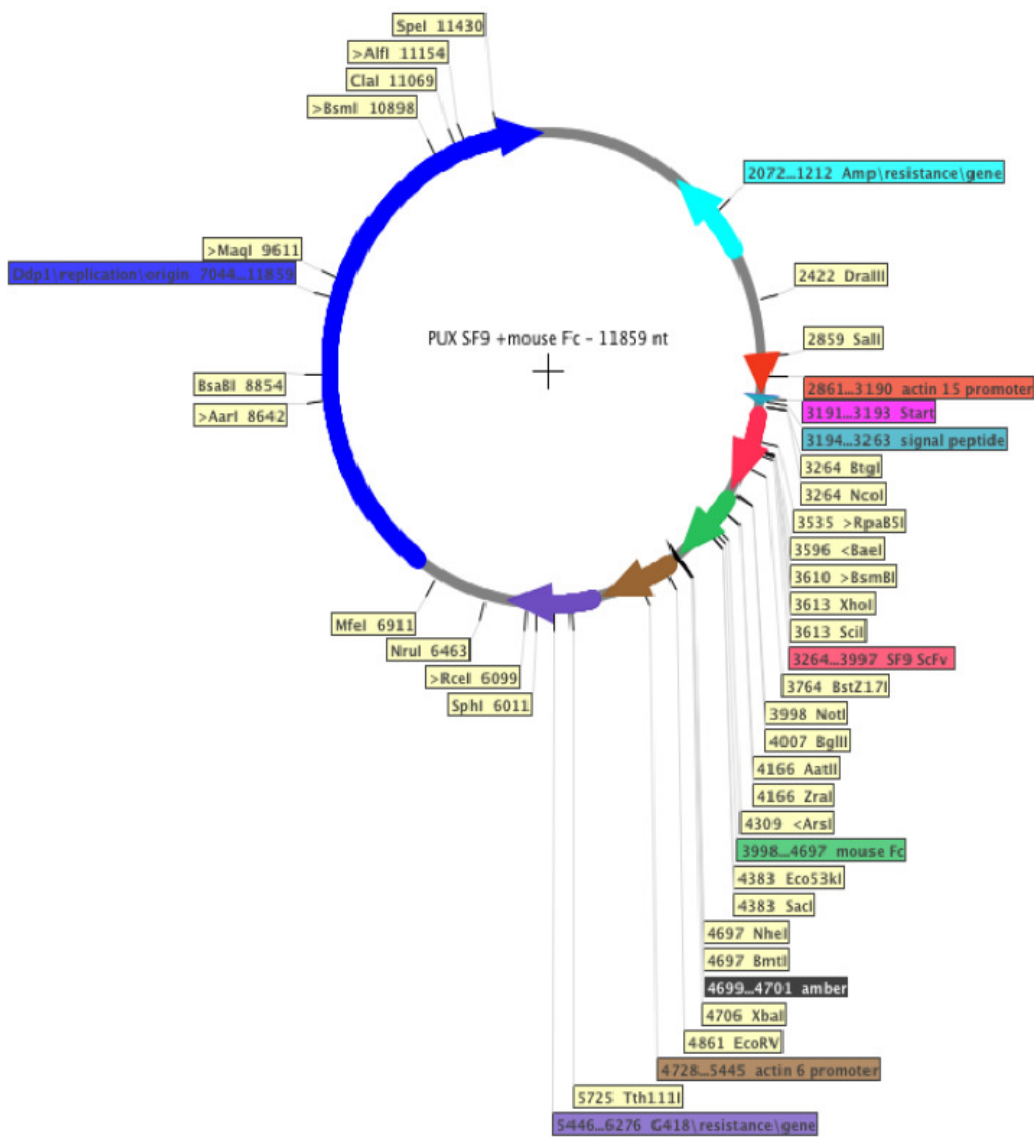 SpeI 11430
>AlfI 11154
ClaI 11069
>BsmI 10898
2072...1212 Amp\resistance\gene
>MaqI 9611
Ddp1\replication\origin 7044...11859
2422 DraIII
PUX SF9 +mouse Fc - 11859 nt
2859 SalI
BsaBI 8854
2861...3190 actin 15 promoter
>AarI 8642
3191...3193 Start
3194...3263 signal peptide
3264 BtgI
3264 NcoI
3535 >RpaB5I
3596 <BaeI
3610 >BsmBI
3613 XhoI
3613 SciI
3264...3997 SF9 ScFv
3764 BstZ17I
3998 NotI
4007 BglII
4166 AatII
4166 ZraI
4309 <ArsI
3998...4697 mouse Fc
4383 Eco53kI
4383 SacI
4697 NheI
4697 BmtI
4699...4701 amber
4706 XbaI
4861 EcoRV
4728...5445 actin 6 promoter
5725 Tth111I
5446...6276 G418\resistance\gene
MfeI 6911
NruI 6463
>RceI 6099
SphI 6011